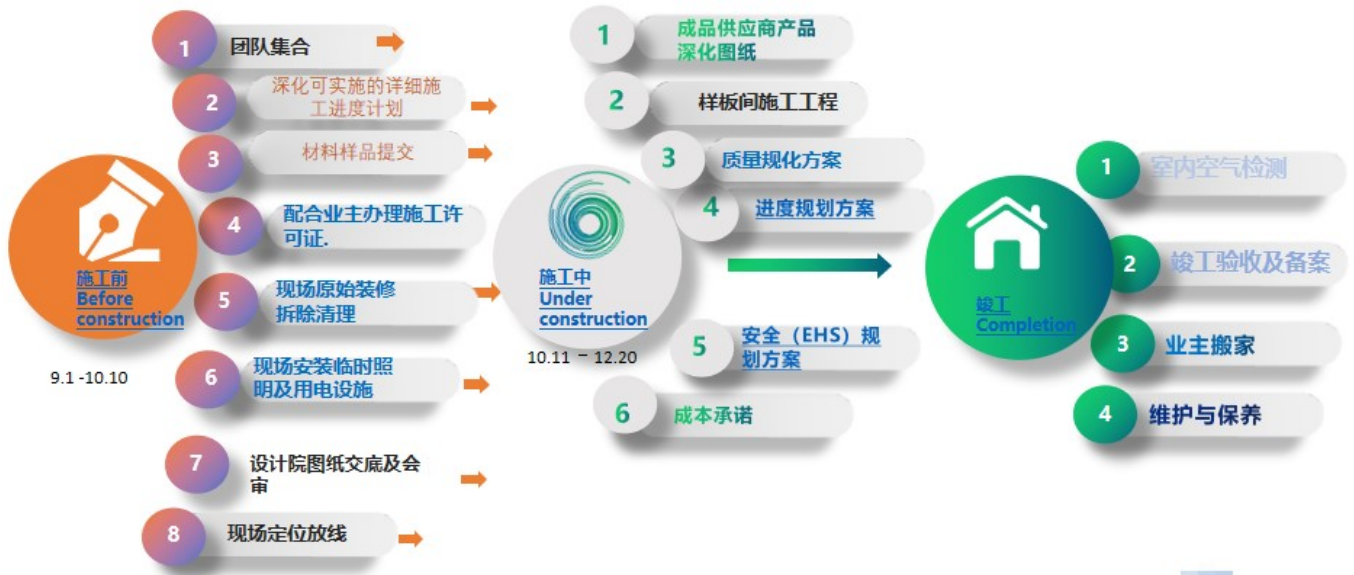 施工前
Before
construction
9.1 -10.10
1
团队集合
2
深化可实施的详细施
工进度计划
3
材料样品提交
4
配合业主办理施工许
可证.
5
现场原始装修
拆除清理
6
现场安装临时照
明及用电设施
7
设计院图纸交底及会
审
8
现场定位放线
施工中
Under
construction
10.11 – 12.20
1
成品供应商产品
深化图纸
2
样板间施工工程
3
质量规化方案
4
进度规划方案
5
安全（EHS）规
划方案
6
成本承诺
竣工
Completion
1
室内空气检测
2
竣工验收及备案
3
业主搬家
4
维护与保养